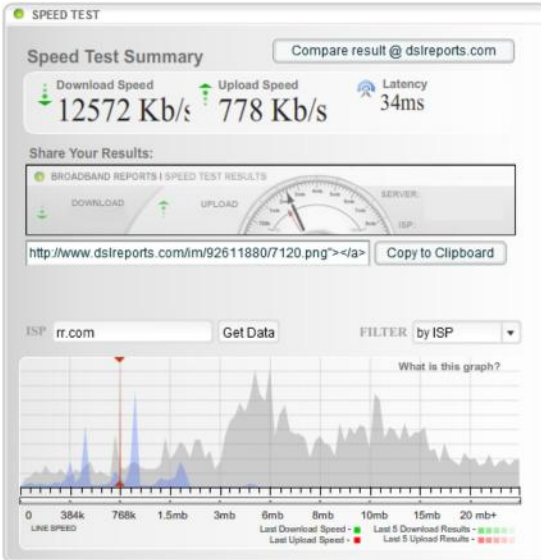 SPEED TEST
Speed Test Summary
Compare result @ dslreports.com
Download Speed
12572 Kb/s
Upload Speed
778 Kb/s
Latency
34ms
Share Your Results:
BROADBAND REPORTS | SPEED TEST RESULTS
DOWNLOAD
UPLOAD
SERVER:
ISP:
http://www.dslreports.com/im/92611880/7120.png"></a>
Copy to Clipboard
ISP rr.com
Get Data
FILTER by ISP
What is this graph?
0 384k 768k 1.5mb 3mb 6mb 8mb 10mb 15mb 20 mb+
LINE SPEED
Last Download Speed - Last 5 Download Results -
Last Upload Speed - Last 5 Upload Results -